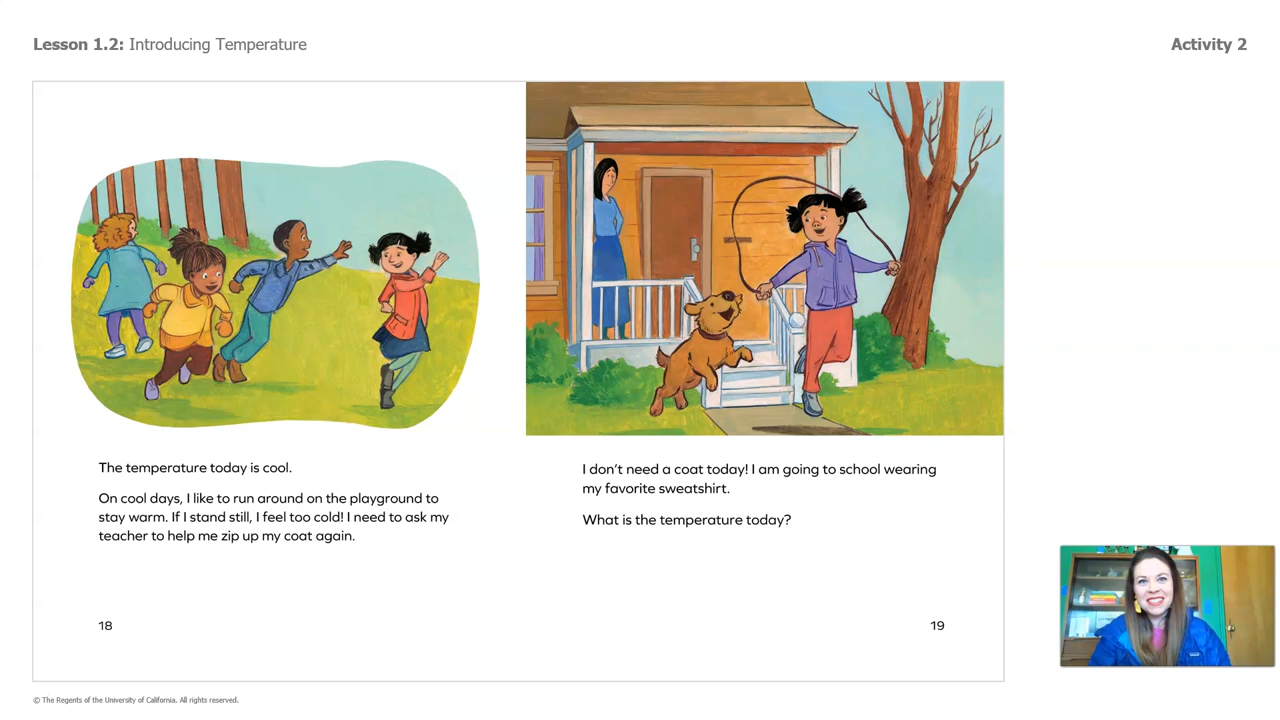 Lesson 1.2: Introducing Temperature
Activity 2
The temperature today is cool.
On cool days, I like to run around on the playground to
stay warm. If I stand still, I feel too cold! I need to ask my
teacher to help me zip up my coat again.
18
I don't need a coat today! I am going to school wearing
my favorite sweatshirt.
What is the temperature today?
19
© The Regents of the University of California. All rights reserved.